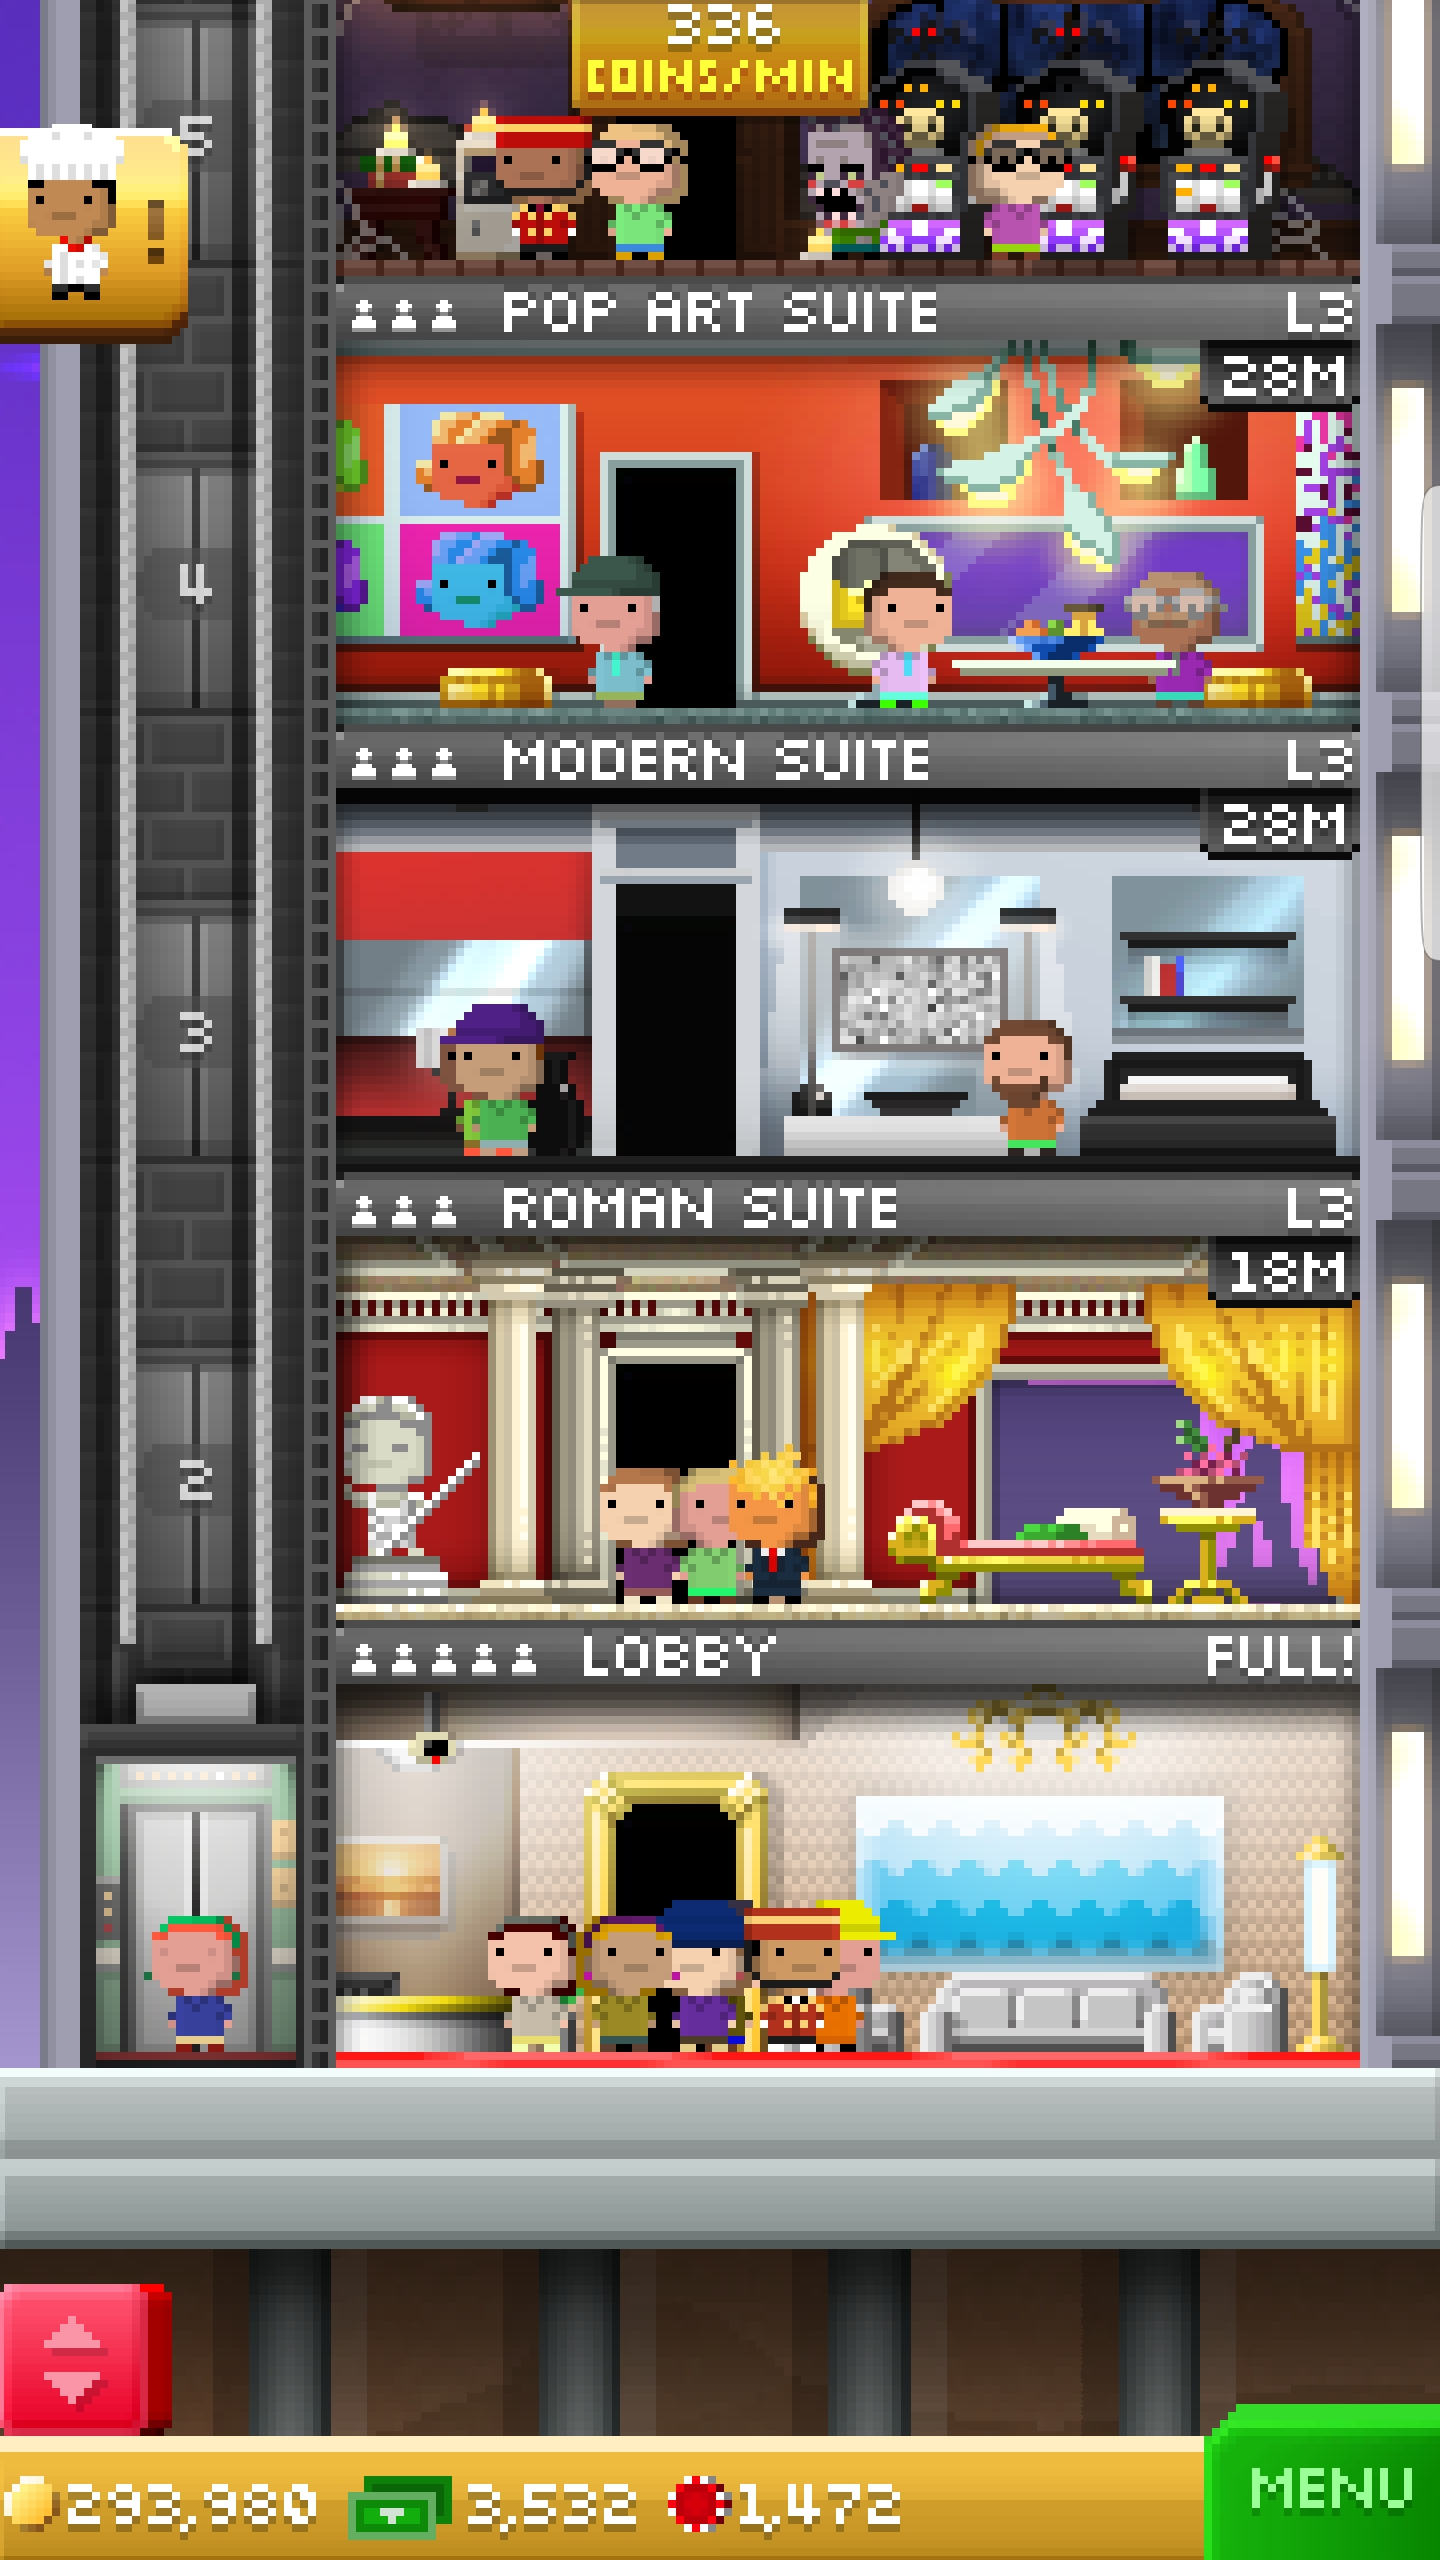 336
COINS/MIN
5
!
POP ART SUITE L3
28M
4
MODERN SUITE L3
28M
3
ROMAN SUITE L3
18M
2
LOBBY FULL!
293,980 3,532 1,472
MENU